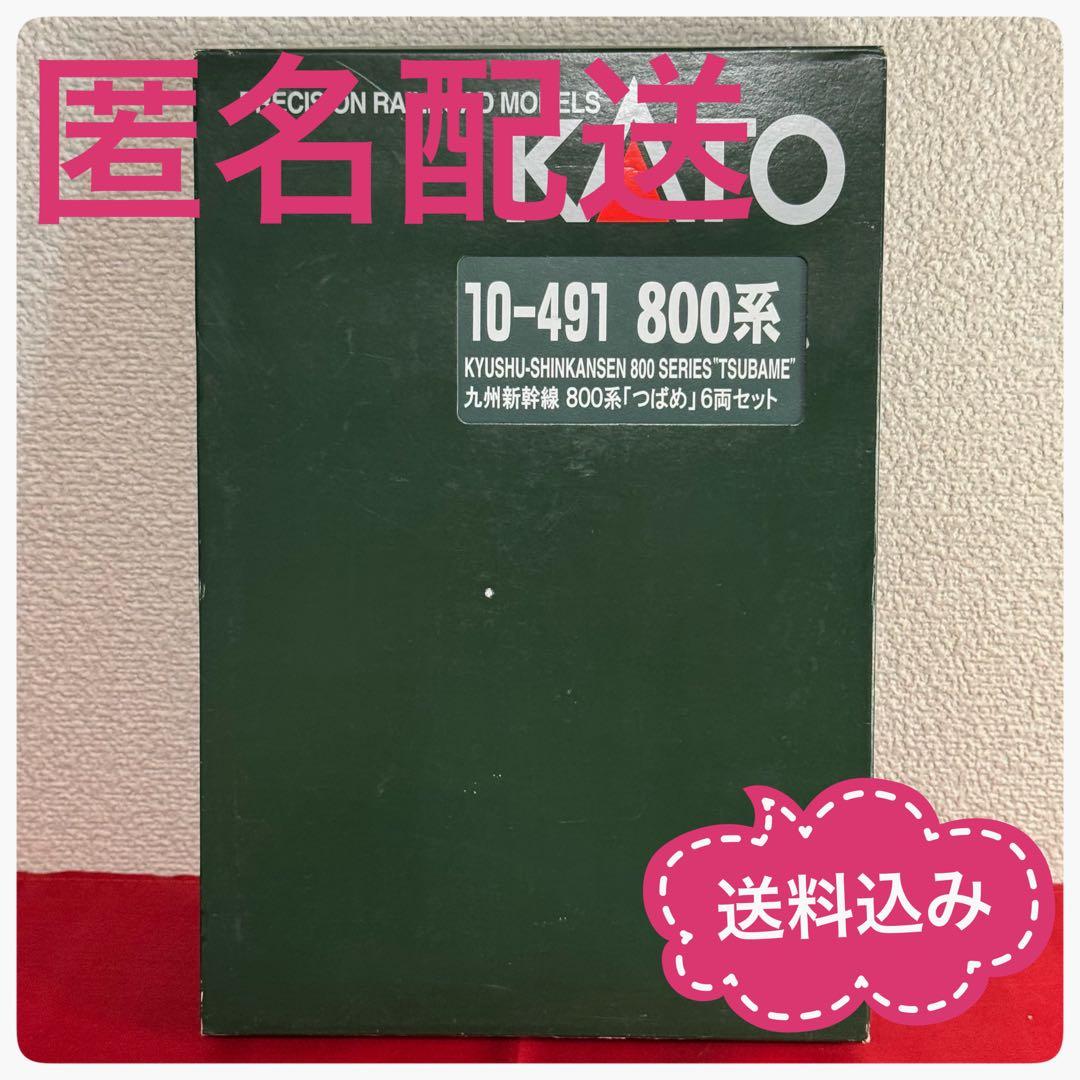 匿名配送
PRECISION RAILROAD MODELS
KATO
10-491 800系
KYUSHU-SHINKANSEN 800 SERIES"TSUBAME"
九州新幹線 800系「つばめ」6両セット
送料込み